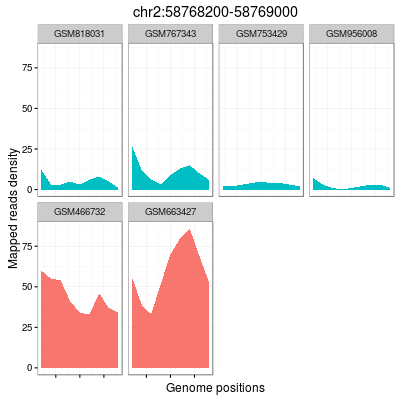 chr2:58768200-58769000
GSM818031 GSM767343 GSM753429 GSM956008
75
50
25
0
GSM466732 GSM663427
75
50
25
0
Mapped reads density
Genome positions